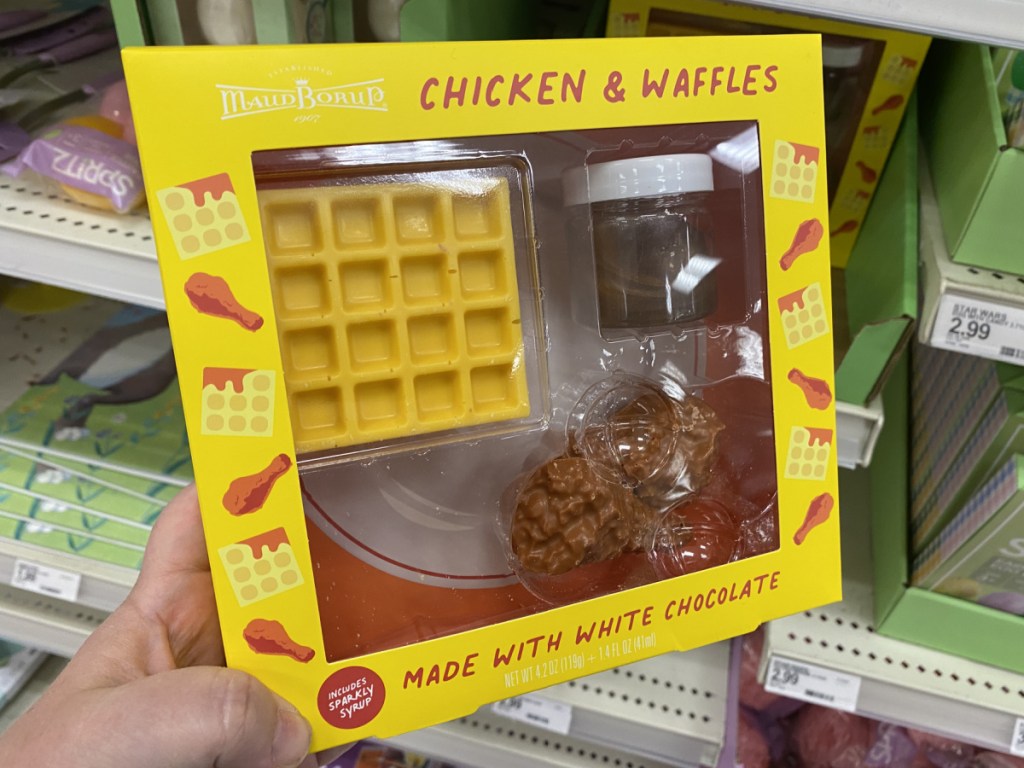 ESTABLISHED
MAUD BORUP
1907
CHICKEN & WAFFLES
MADE WITH WHITE CHOCOLATE
NET WT 4.2 OZ (119g) + 1.4 FL OZ (41ml)
INCLUDES
SPARKLY
SYRUP
SPRITZ
STAR WARS
2.99
2.99